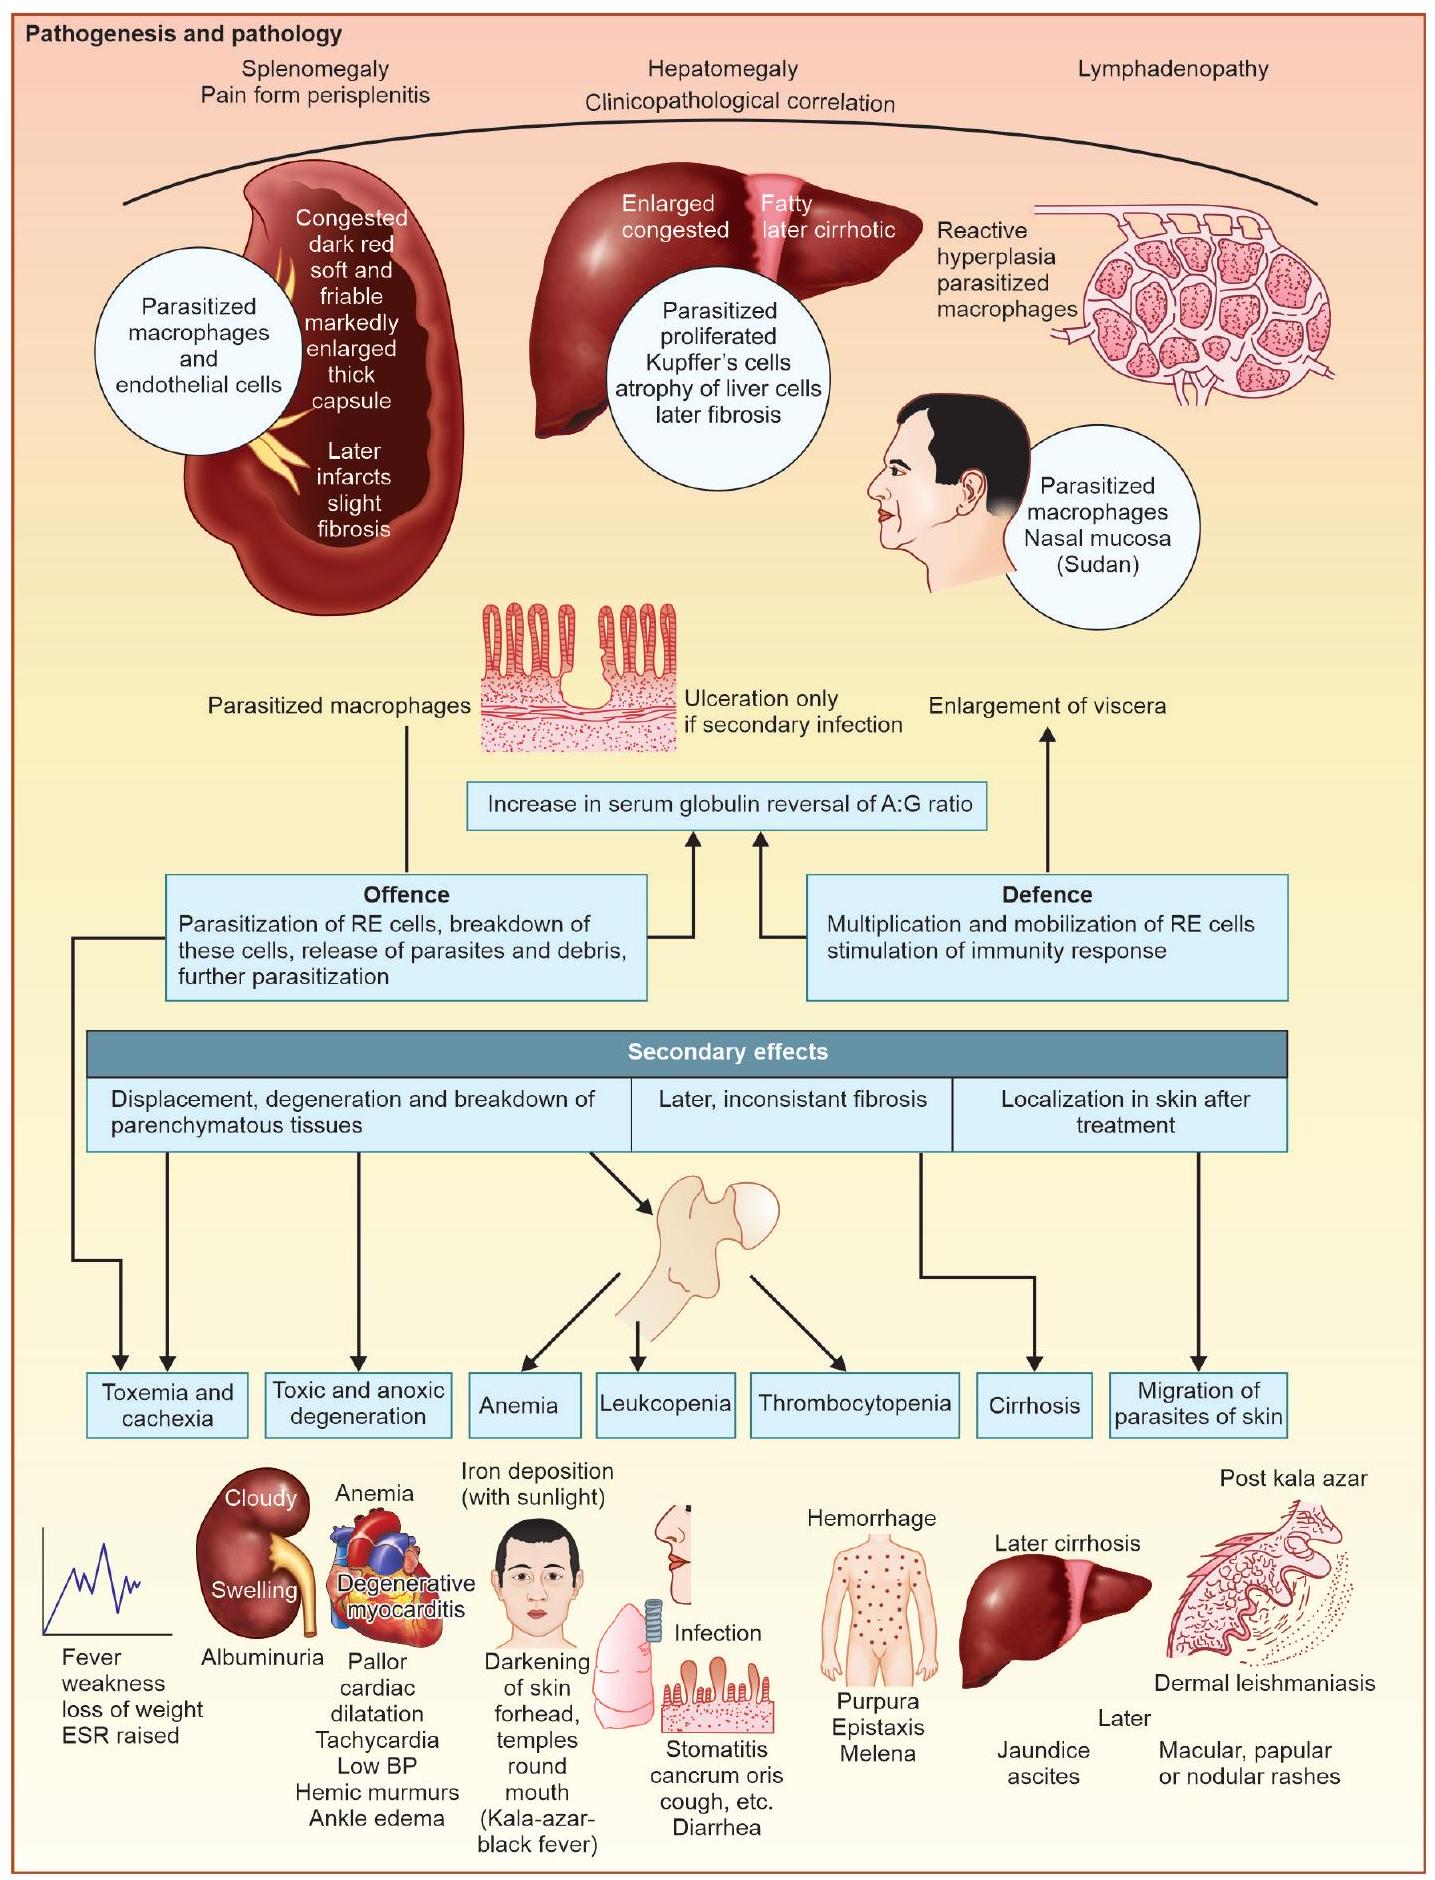 Pathogenesis and pathology
Splenomegaly
Pain form perisplenitis
Hepatomegaly
Clinicopathological correlation
Lymphadenopathy
Congested
dark red
soft and
friable
markedly
enlarged
thick
capsule
Later
infarcts
slight
fibrosis
Parasitized
macrophages
and
endothelial cells
Enlarged
congested
Fatty
later cirrhotic
Parasitized
proliferated
Kupffer's cells
atrophy of liver cells
later fibrosis
Reactive
hyperplasia
parasitized
macrophages
Parasitized
macrophages
Nasal mucosa
(Sudan)
Parasitized macrophages
Ulceration only
if secondary infection
Enlargement of viscera
Increase in serum globulin reversal of A:G ratio
Offence
Parasitization of RE cells, breakdown of
these cells, release of parasites and debris,
further parasitization
Defence
Multiplication and mobilization of RE cells
stimulation of immunity response
Secondary effects
Displacement, degeneration and breakdown of
parenchymatous tissues
Later, inconsistant fibrosis
Localization in skin after
treatment
Toxemia and
cachexia
Toxic and anoxic
degeneration
Anemia
Leukcopenia
Thrombocytopenia
Cirrhosis
Migration of
parasites of skin
Fever
weakness
loss of weight
ESR raised
Cloudy
Swelling
Albuminuria
Anemia
Degenerative
myocarditis
Pallor
cardiac
dilatation
Tachycardia
Low BP
Hemic murmurs
Ankle edema
Iron deposition
(with sunlight)
Darkening
of skin
forhead,
temples
round
mouth
(Kala-azar-
black fever)
Infection
Stomatitis
cancrum oris
cough, etc.
Diarrhea
Hemorrhage
Purpura
Epistaxis
Melena
Later cirrhosis
Later
Jaundice
ascites
Post kala azar
Dermal leishmaniasis
Macular, papular
or nodular rashes